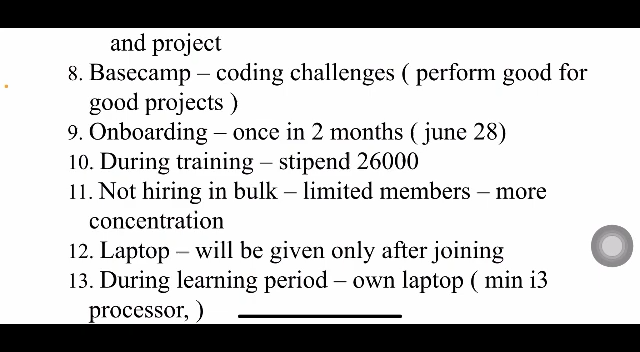 and project
8. Basecamp – coding challenges ( perform good for
good projects )
9. Onboarding – once in 2 months ( june 28)
10. During training – stipend 26000
11. Not hiring in bulk – limited members – more
concentration
12. Laptop – will be given only after joining
13. During learning period – own laptop ( min i3
processor, )